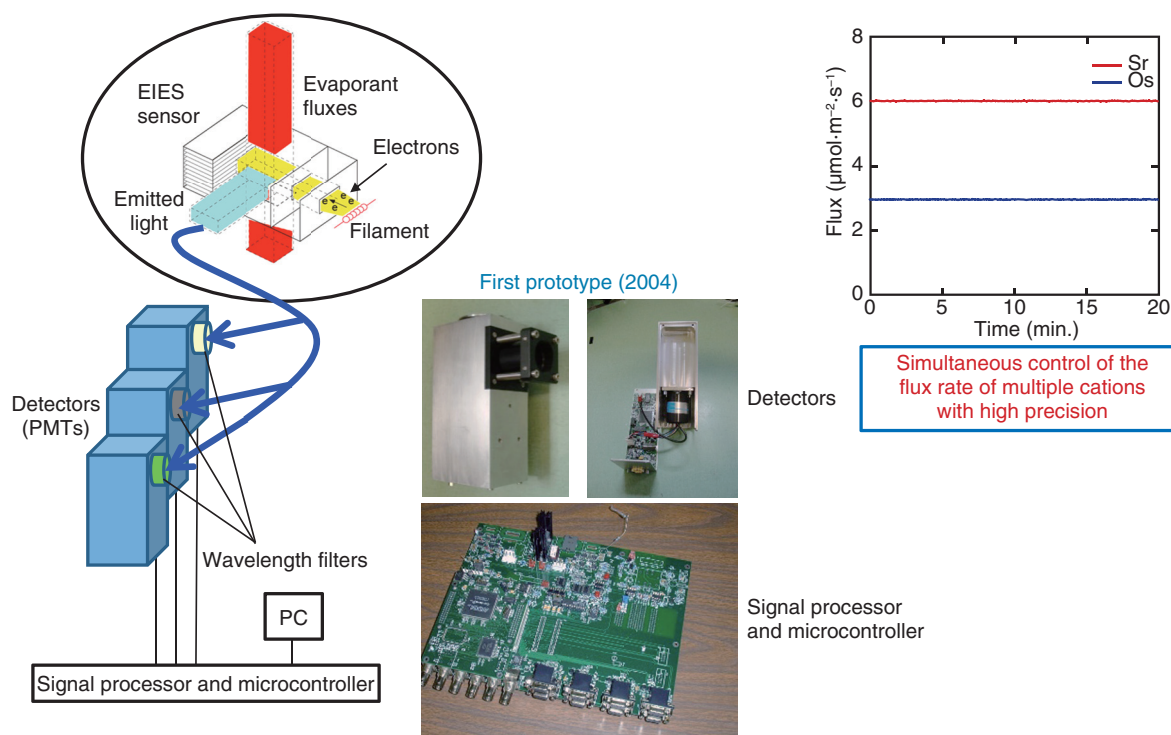 EIES
sensor
Evaporant
fluxes
Electrons
e
e
e
e
e
Emitted
light
Filament
Detectors
(PMTs)
Wavelength filters
PC
Signal processor and microcontroller
First prototype (2004)
Detectors
Signal processor
and microcontroller
Flux (µmol·m⁻²·s⁻¹)
8
6
4
2
0
Sr
Os
0
5
10
15
20
Time (min.)
Simultaneous control of the
flux rate of multiple cations
with high precision